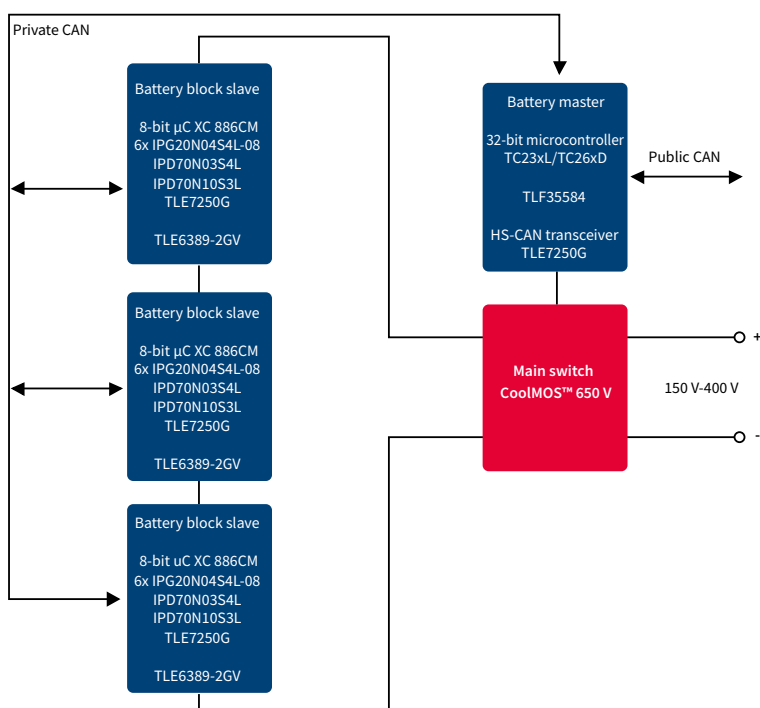 Private CAN
Battery block slave
8-bit µC XC 886CM
6x IPG20N04S4L-08
IPD70N03S4L
IPD70N10S3L
TLE7250G
TLE6389-2GV
Battery block slave
8-bit µC XC 886CM
6x IPG20N04S4L-08
IPD70N03S4L
IPD70N10S3L
TLE7250G
TLE6389-2GV
Battery block slave
8-bit uC XC 886CM
6x IPG20N04S4L-08
IPD70N03S4L
IPD70N10S3L
TLE7250G
TLE6389-2GV
Battery master
32-bit microcontroller
TC23xL/TC26xD
TLF35584
HS-CAN transceiver
TLE7250G
Public CAN
Main switch
CoolMOS™ 650 V
+
150 V-400 V
-